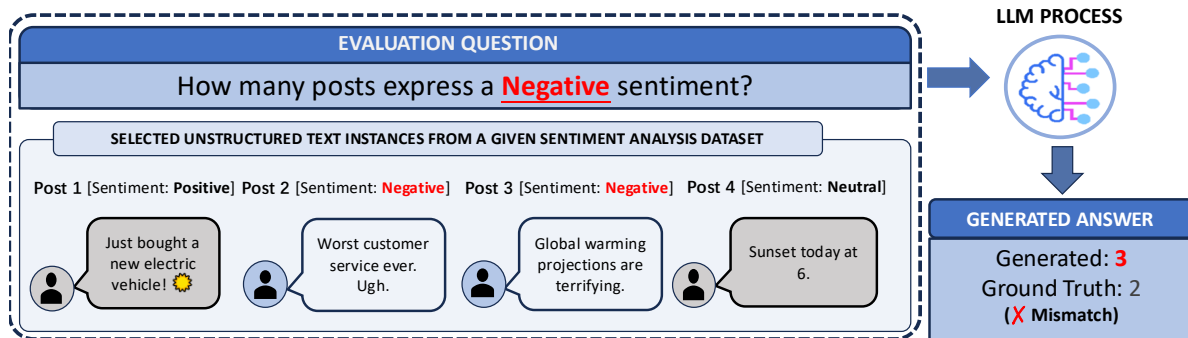 EVALUATION QUESTION
How many posts express a Negative sentiment?
SELECTED UNSTRUCTURED TEXT INSTANCES FROM A GIVEN SENTIMENT ANALYSIS DATASET
Post 1 [Sentiment: Positive]
Just bought a
new electric
vehicle!
Post 2 [Sentiment: Negative]
Worst customer
service ever.
Ugh.
Post 3 [Sentiment: Negative]
Global warming
projections are
terrifying.
Post 4 [Sentiment: Neutral]
Sunset today at
6.
LLM PROCESS
GENERATED ANSWER
Generated: 3
Ground Truth: 2
(✗ Mismatch)